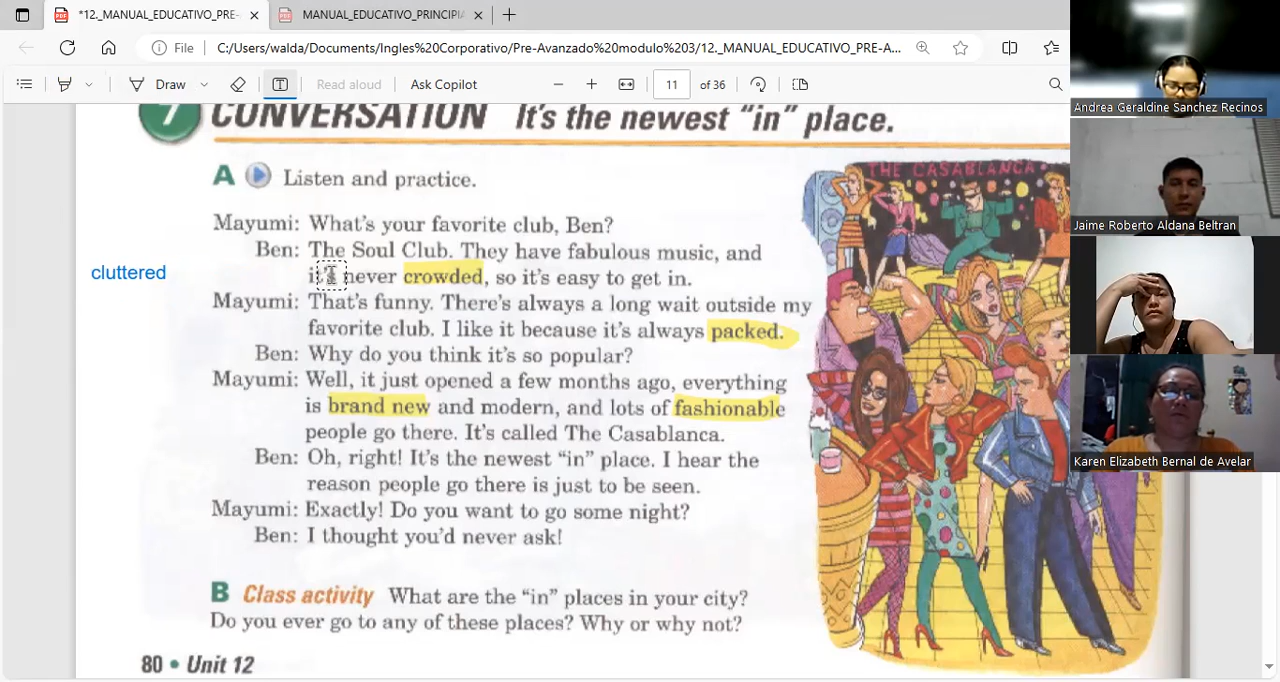 *12._MANUAL_EDUCATIVO_PRE-
MANUAL_EDUCATIVO_PRINCIPIA
File
C:/Users/walda/Documents/Ingles%20Corporativo/Pre-Avanzado%20modulo%203/12._MANUAL_EDUCATIVO_PRE-A...
Draw
Read aloud
Ask Copilot
11 of 36
7 CONVERSATION It's the newest "in" place.
A Listen and practice.
Mayumi: What's your favorite club, Ben?
Ben: The Soul Club. They have fabulous music, and
it's never crowded, so it's easy to get in.
cluttered
Mayumi: That's funny. There's always a long wait outside my
favorite club. I like it because it's always packed.
Ben: Why do you think it's so popular?
Mayumi: Well, it just opened a few months ago, everything
is brand new and modern, and lots of fashionable
people go there. It's called The Casablanca.
Ben: Oh, right! It's the newest "in" place. I hear the
reason people go there is just to be seen.
Mayumi: Exactly! Do you want to go some night?
Ben: I thought you'd never ask!
B Class activity What are the "in" places in your city?
Do you ever go to any of these places? Why or why not?
80 • Unit 12
THE CASABLANCA
Andrea Geraldine Sanchez Recinos
Jaime Roberto Aldana Beltran
Karen Elizabeth Bernal de Avelar